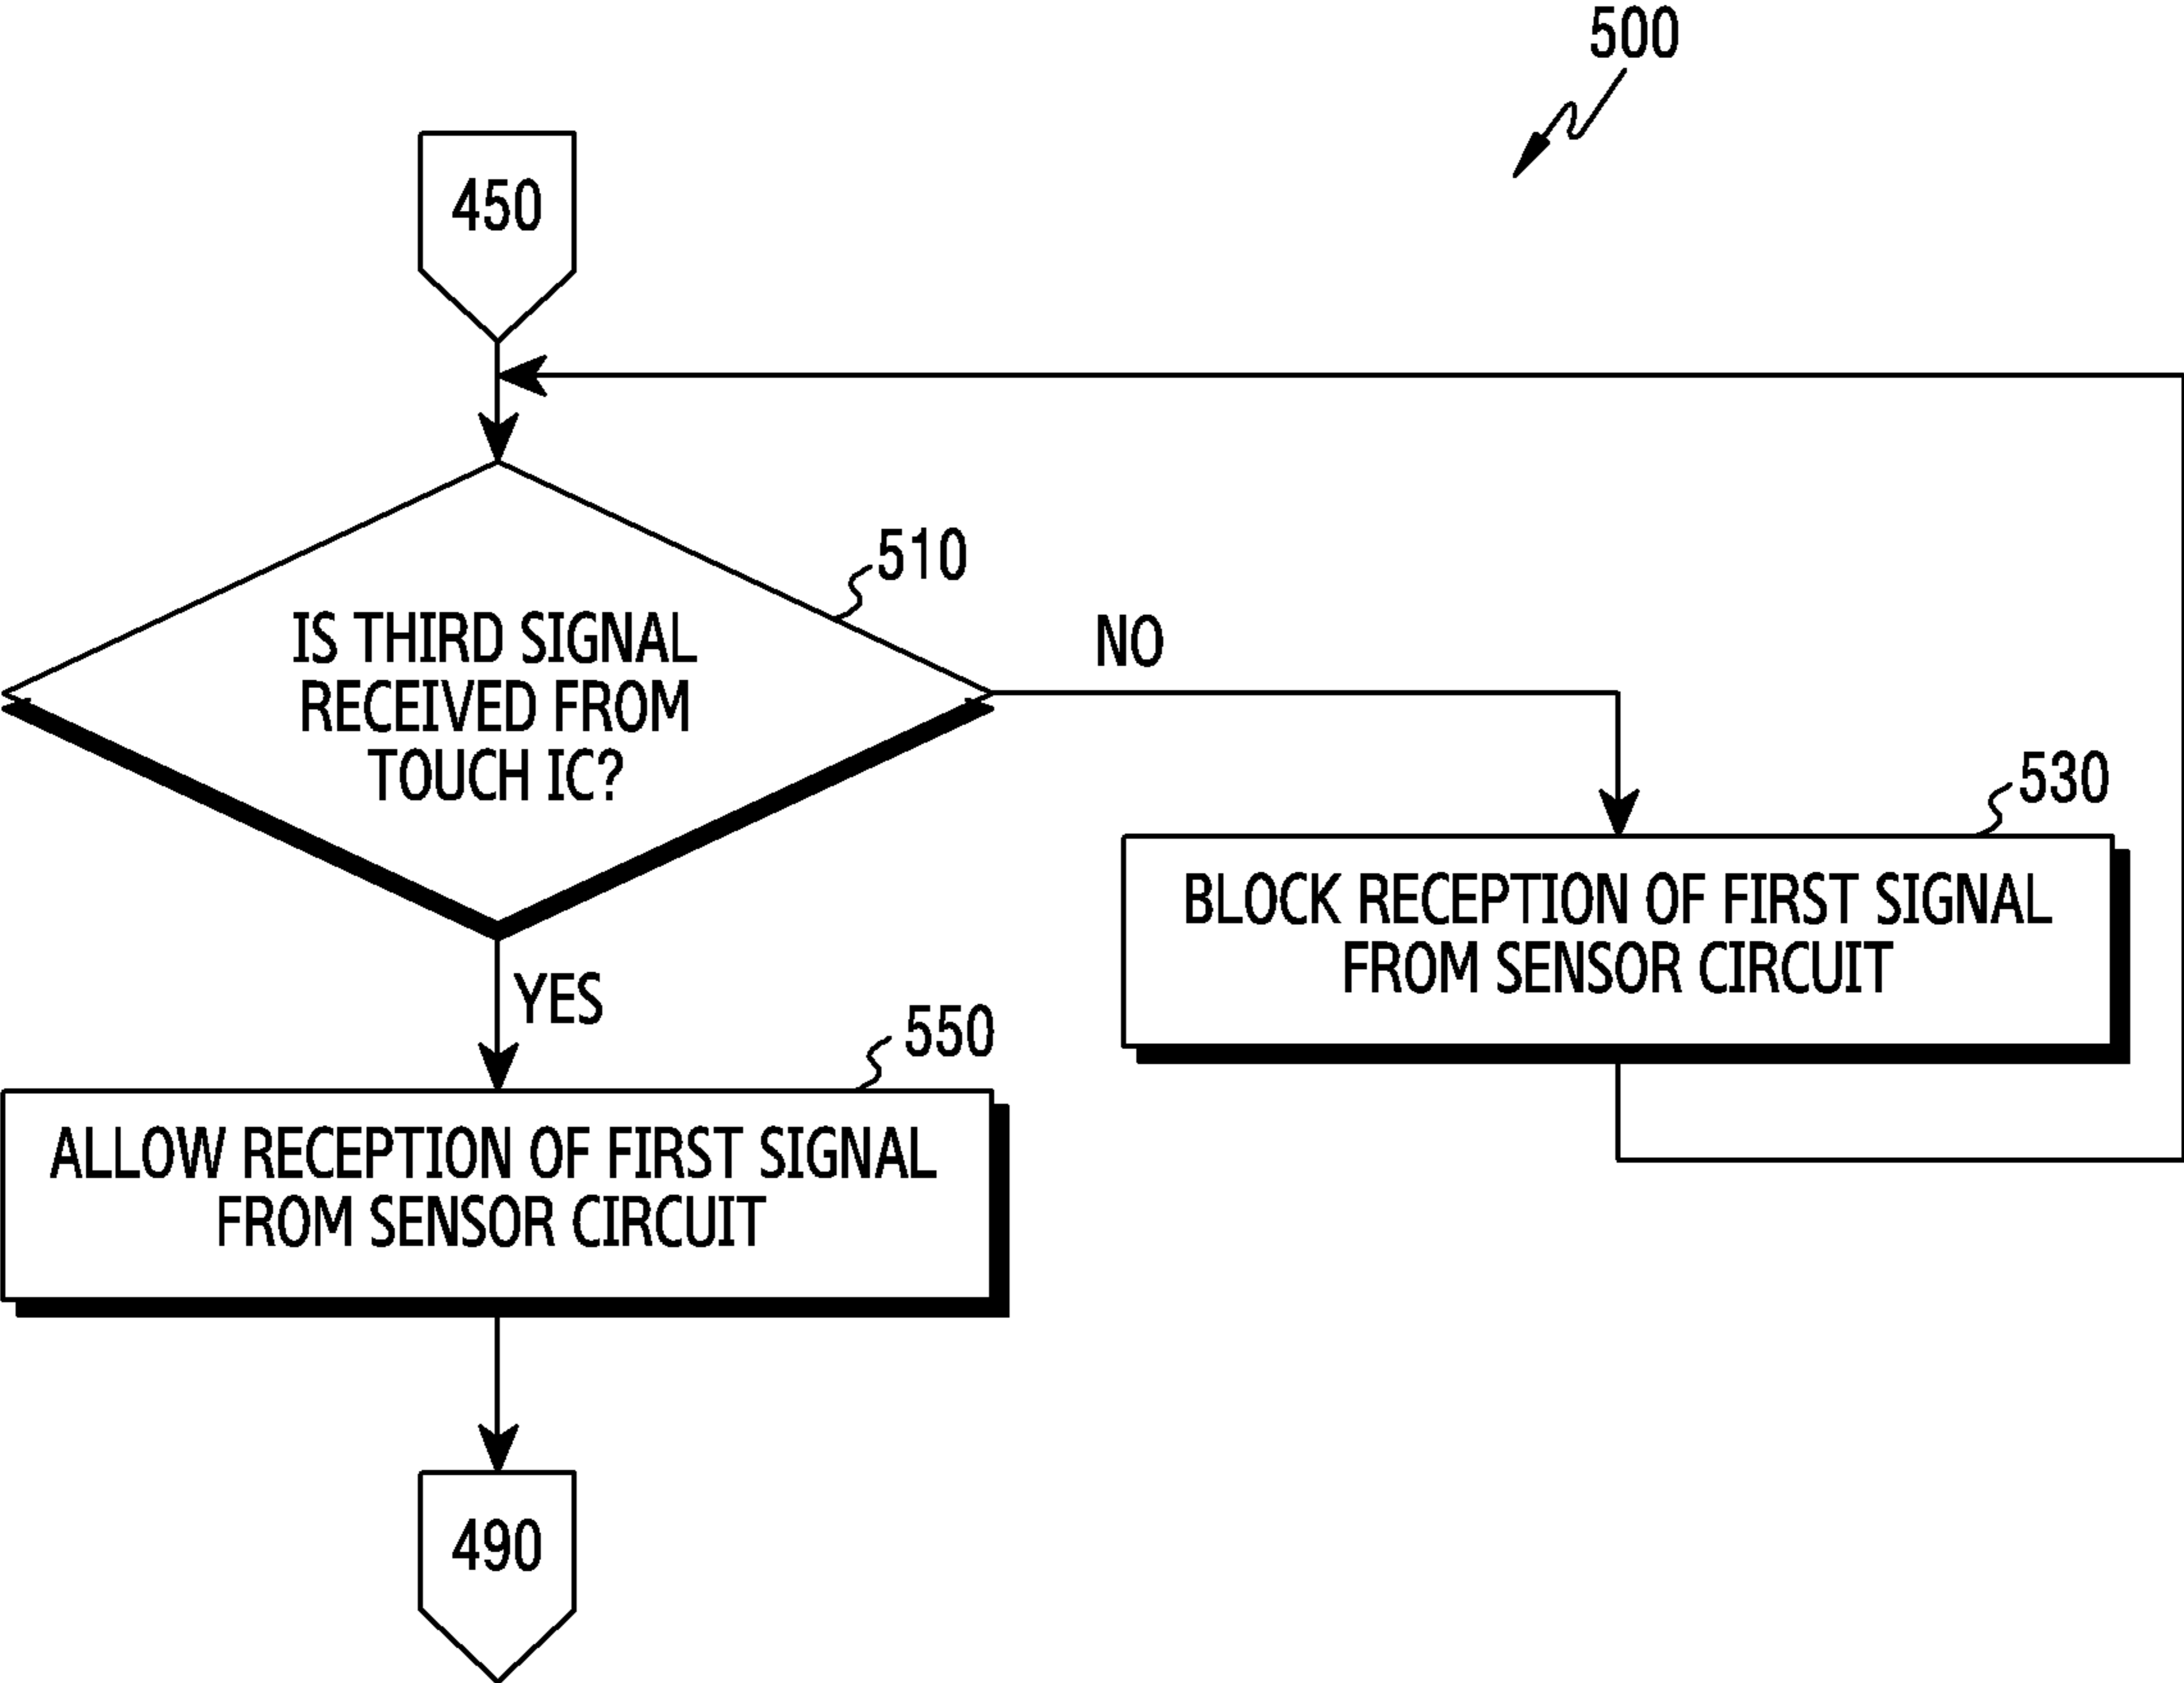 500
450
510
IS THIRD SIGNAL
RECEIVED FROM
TOUCH IC?
NO
530
BLOCK RECEPTION OF FIRST SIGNAL
FROM SENSOR CIRCUIT
YES
550
ALLOW RECEPTION OF FIRST SIGNAL
FROM SENSOR CIRCUIT
490